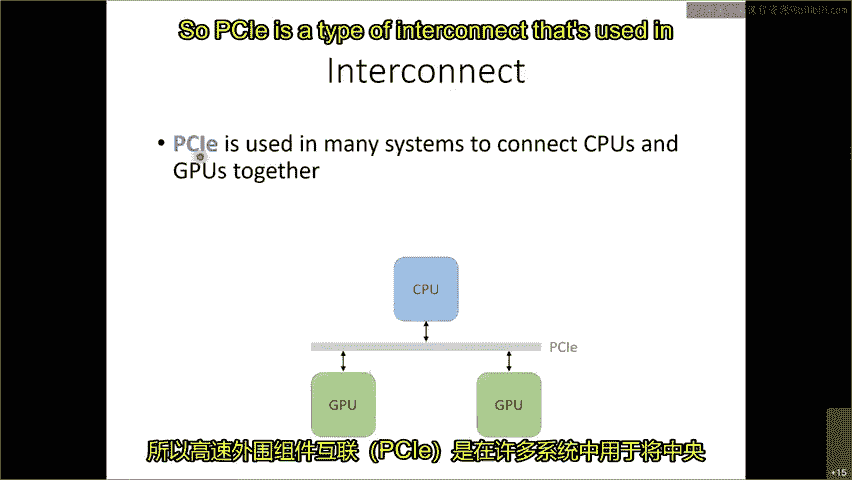 So PCIe is a type of interconnect that's used in
Interconnect
• PCIe is used in many systems to connect CPUs and
GPUs together
CPU
PCIe
GPU GPU
所以高速外围组件互联（PCIe）是在许多系统中用于将中央
+15